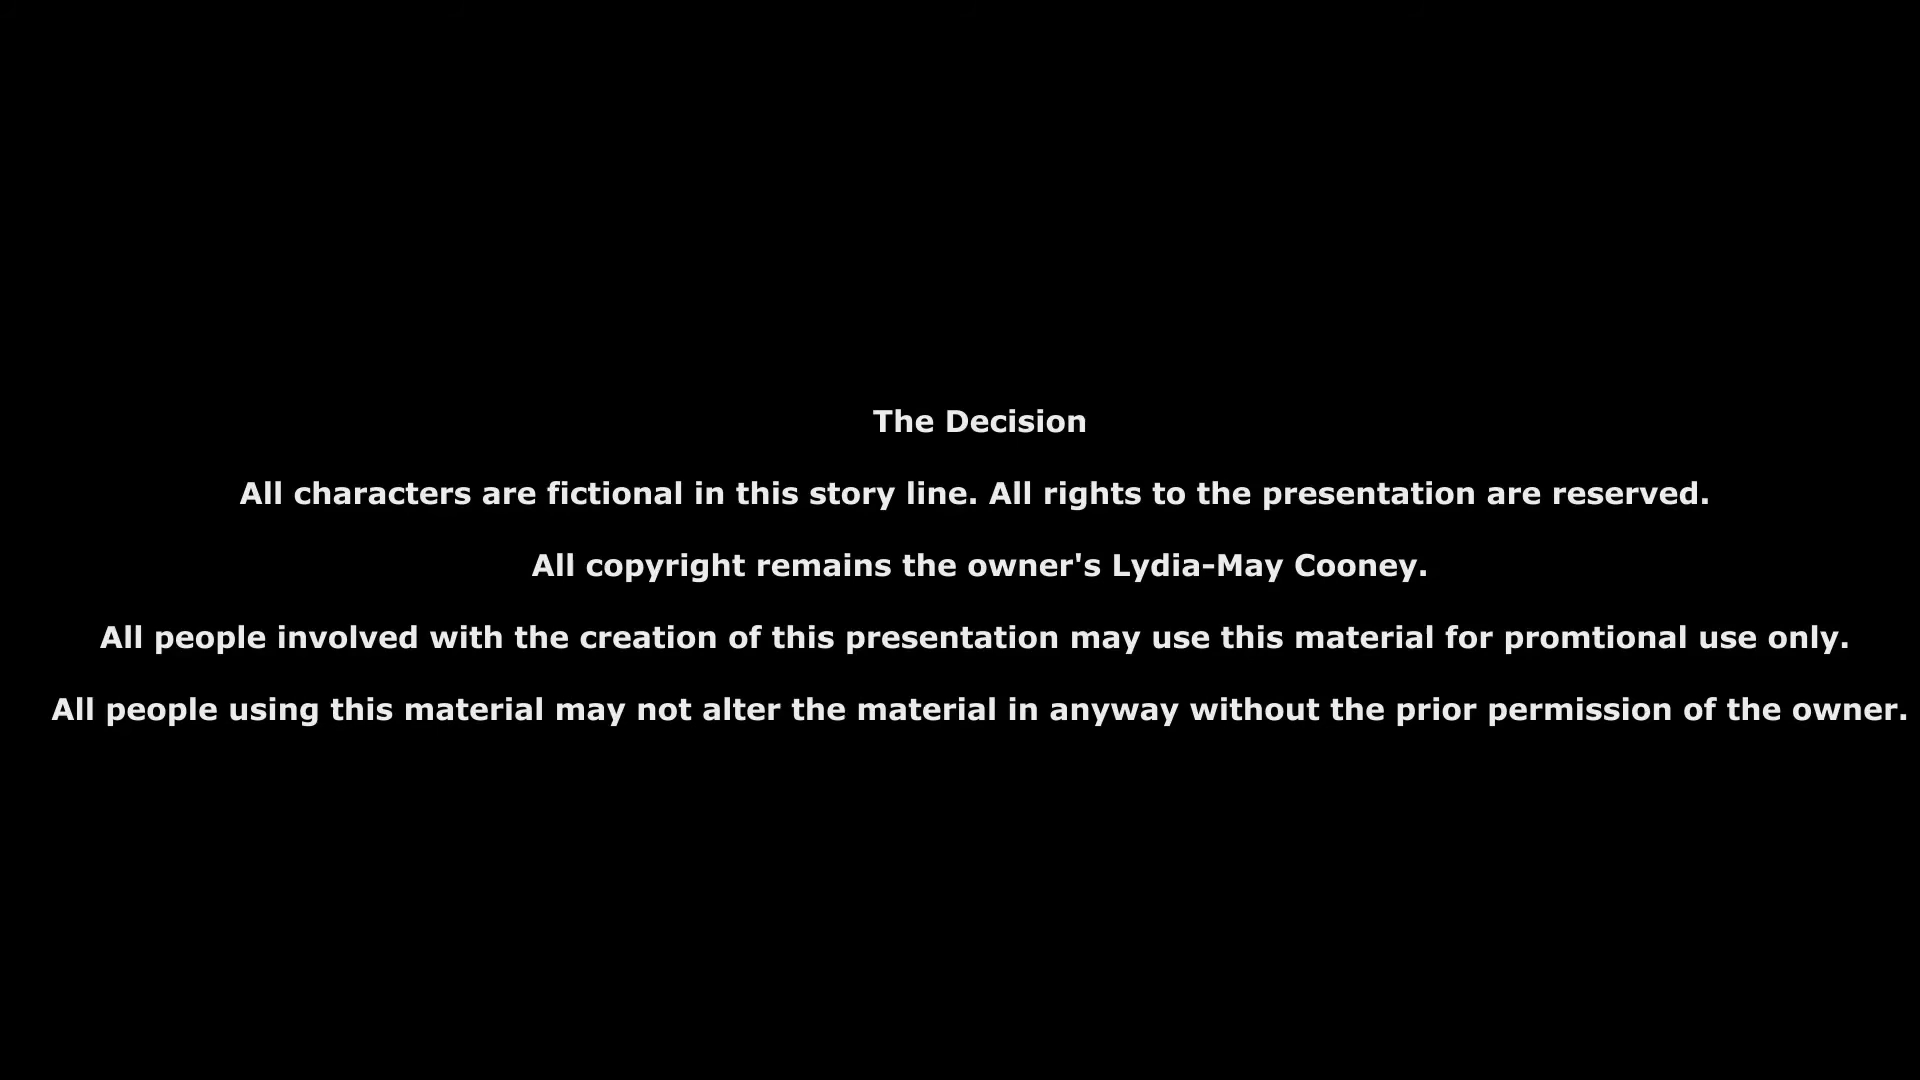 The Decision
All characters are fictional in this story line. All rights to the presentation are reserved.
All copyright remains the owner's Lydia-May Cooney.
All people involved with the creation of this presentation may use this material for promtional use only.
All people using this material may not alter the material in anyway without the prior permission of the owner.